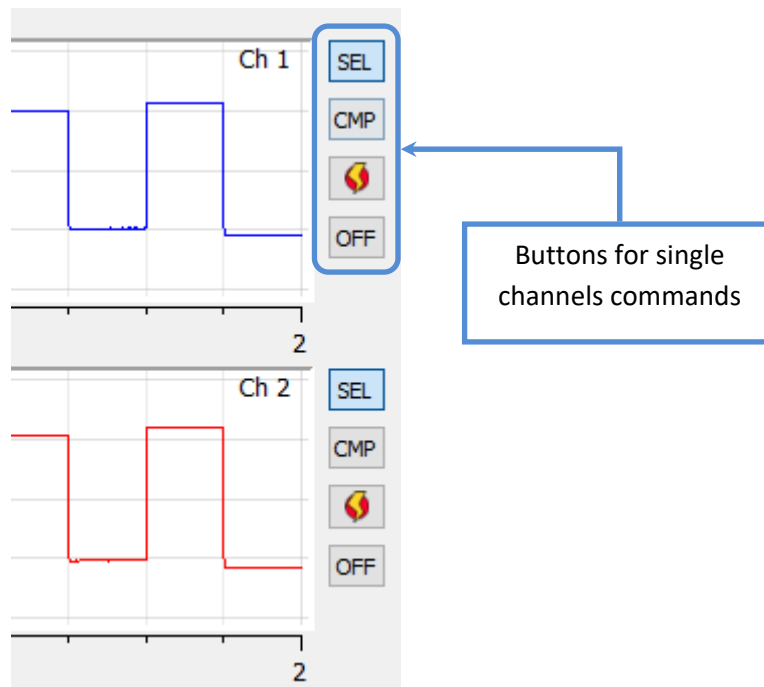 Ch 1
SEL
CMP
OFF
2
Buttons for single
channels commands
Ch 2
SEL
CMP
OFF
2